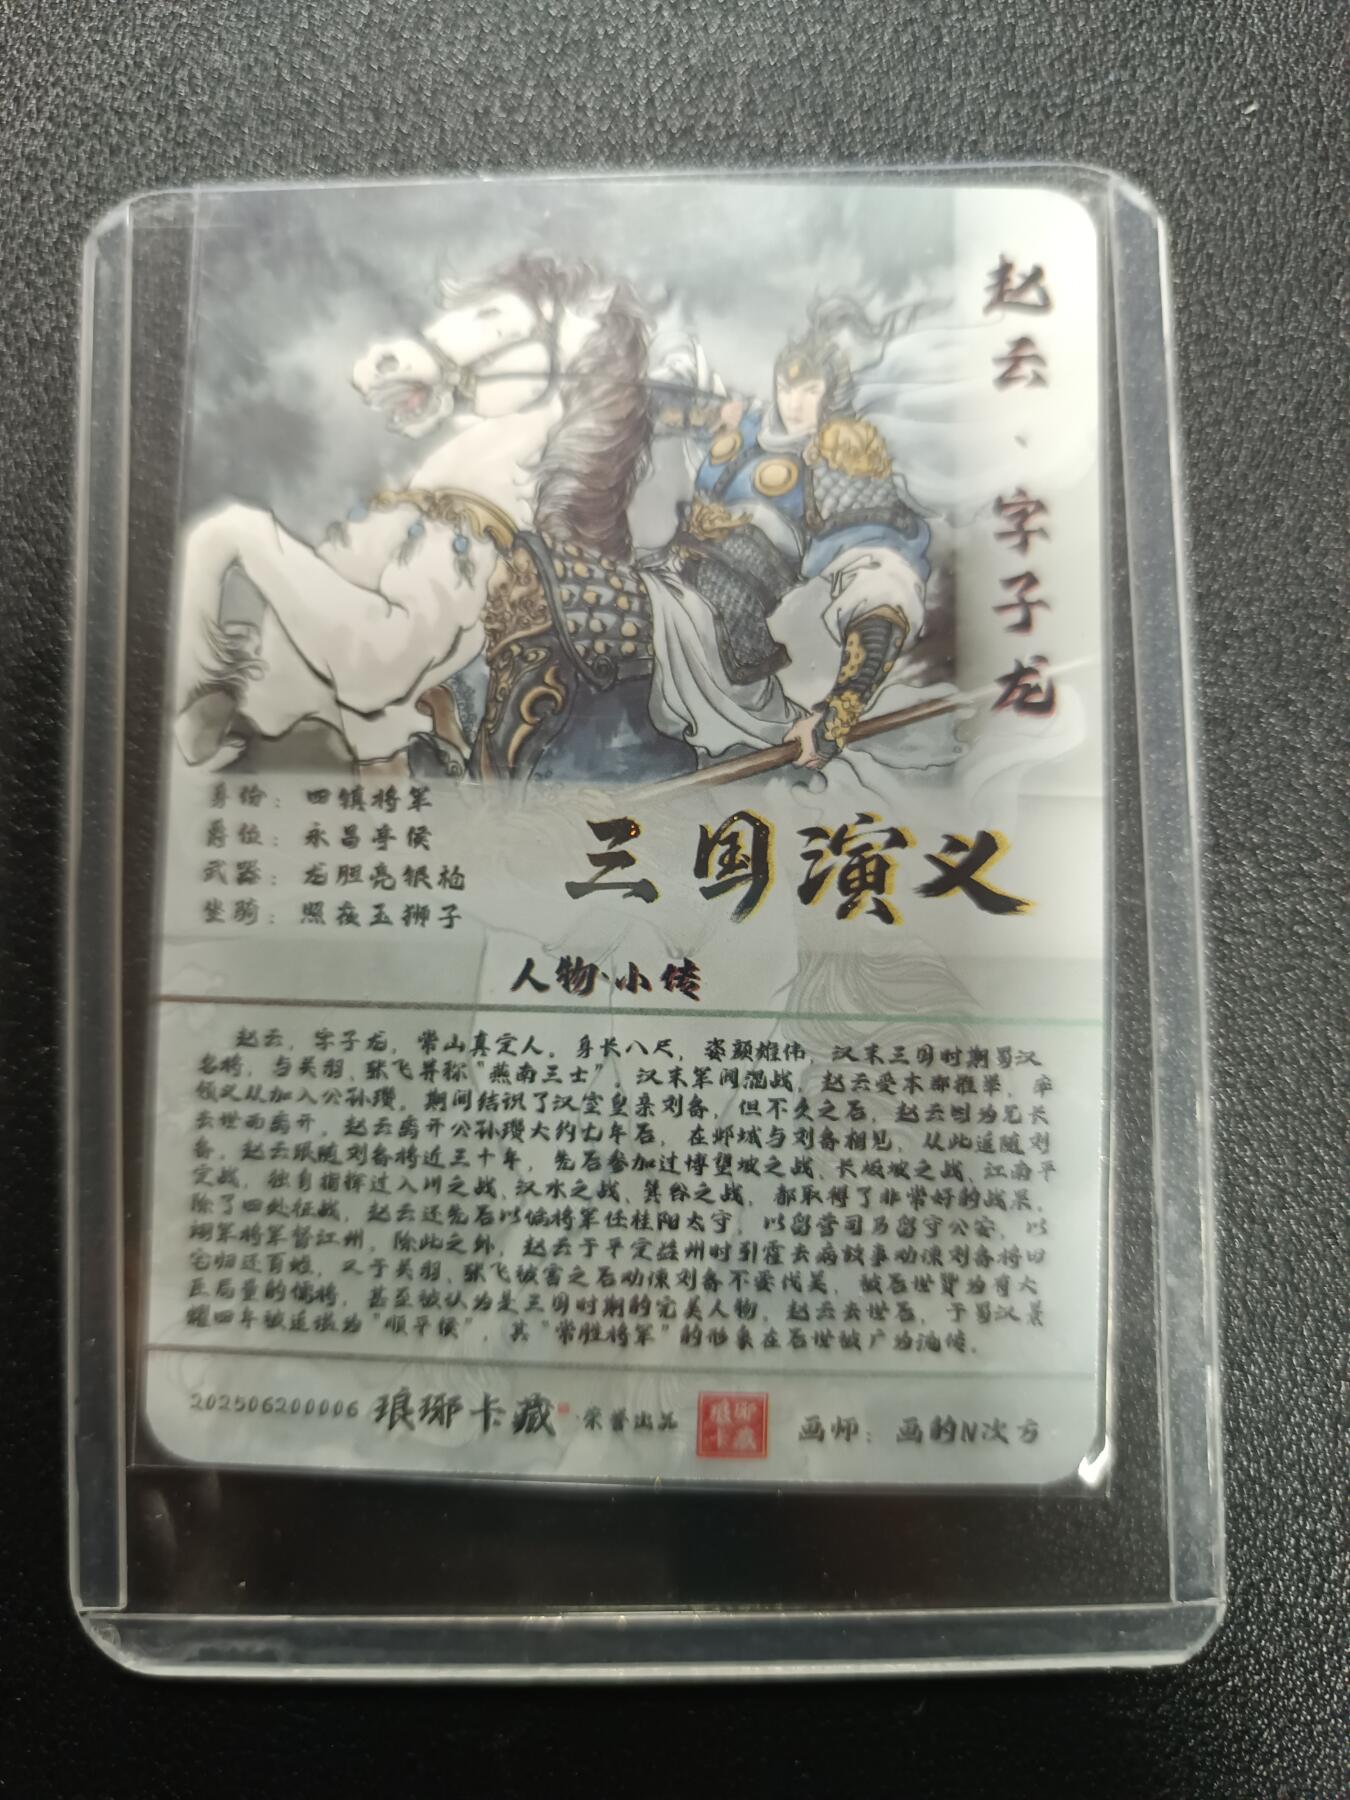 赵云、字子龙
身份：四镇将军
爵位：永昌亭侯
武器：龙胆亮银枪
坐骑：照夜玉狮子
三国演义
人物·小传
赵云，字子龙，常山真定人。身长八尺，姿颜雄伟，汉末三国时期蜀汉
名将，与关羽、张飞并称"燕南三士"。汉末军阀混战，赵云受本郡推举，率
领义从加入公孙瓒。期间结识了汉室皇亲刘备，但不久之后，赵云因为兄长
去世而离开。赵云离开公孙瓒大约七年后，在邺城与刘备相见，从此追随刘
备。赵云跟随刘备将近三十年，先后参加过博望坡之战、长坂坡之战、江南平
定战，独自指挥过入川之战、汉水之战、箕谷之战，都取得了非常好的战果。
除了四处征战，赵云还先后以偏将军任桂阳太守，以留营司马留守公安，以
翊军将军督江州。除此之外，赵云于平定益州时引霍去病故事劝谏刘备将田
宅归还百姓，又于关羽、张飞被害之后劝谏刘备不要伐吴，被后世赞为有大
臣局量的儒将，甚至被认为是三国时期的完美人物。赵云去世后，于蜀汉景
耀四年被追谥为"顺平侯"，其"常胜将军"的形象在后世被广为流传。
202506200006 琅琊卡藏 荣誉出品 琅琊卡藏 画师：画的N次方